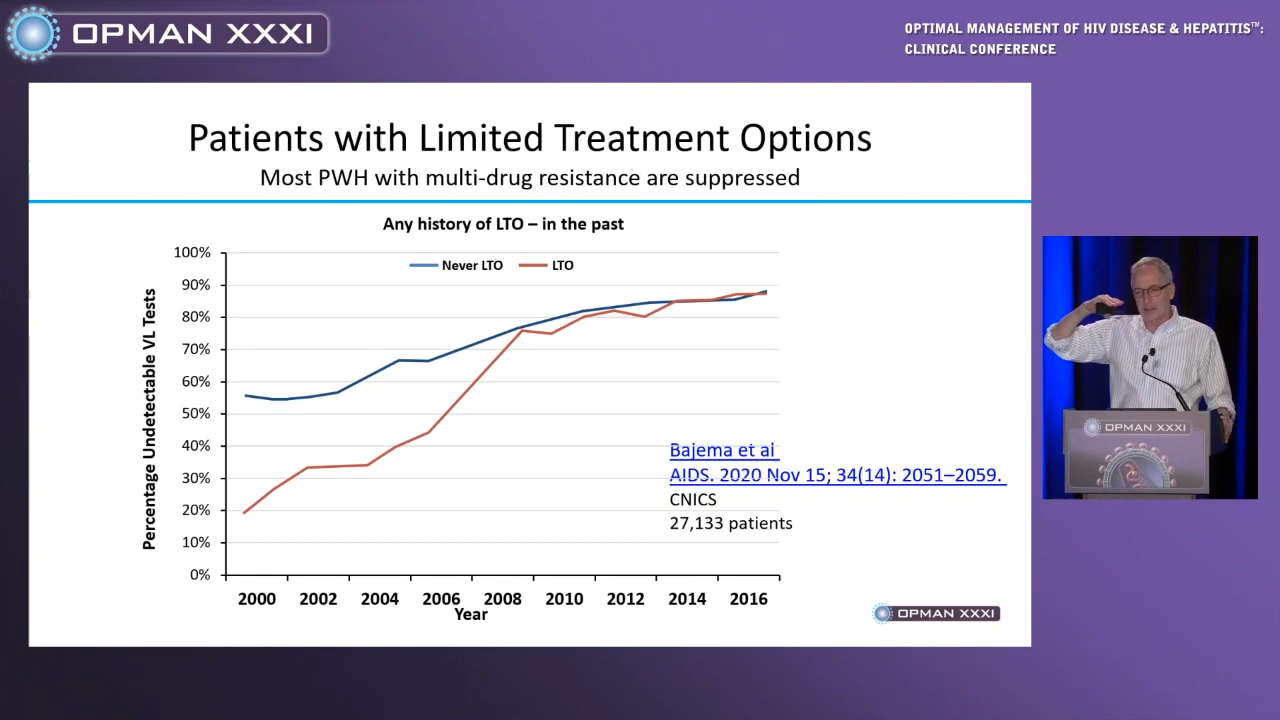 OPMAN XXXI
OPTIMAL MANAGEMENT OF HIV DISEASE & HEPATITIS™:
CLINICAL CONFERENCE
Patients with Limited Treatment Options
Most PWH with multi-drug resistance are suppressed
Any history of LTO – in the past
Never LTO
LTO
Percentage Undetectable VL Tests
100%
90%
80%
70%
60%
50%
40%
30%
20%
10%
0%
2000 2002 2004 2006 2008 2010 2012 2014 2016
Year
Bajema et al
AIDS. 2020 Nov 15; 34(14): 2051–2059.
CNICS
27,133 patients
OPMAN XXXI
OPMAN XXXI